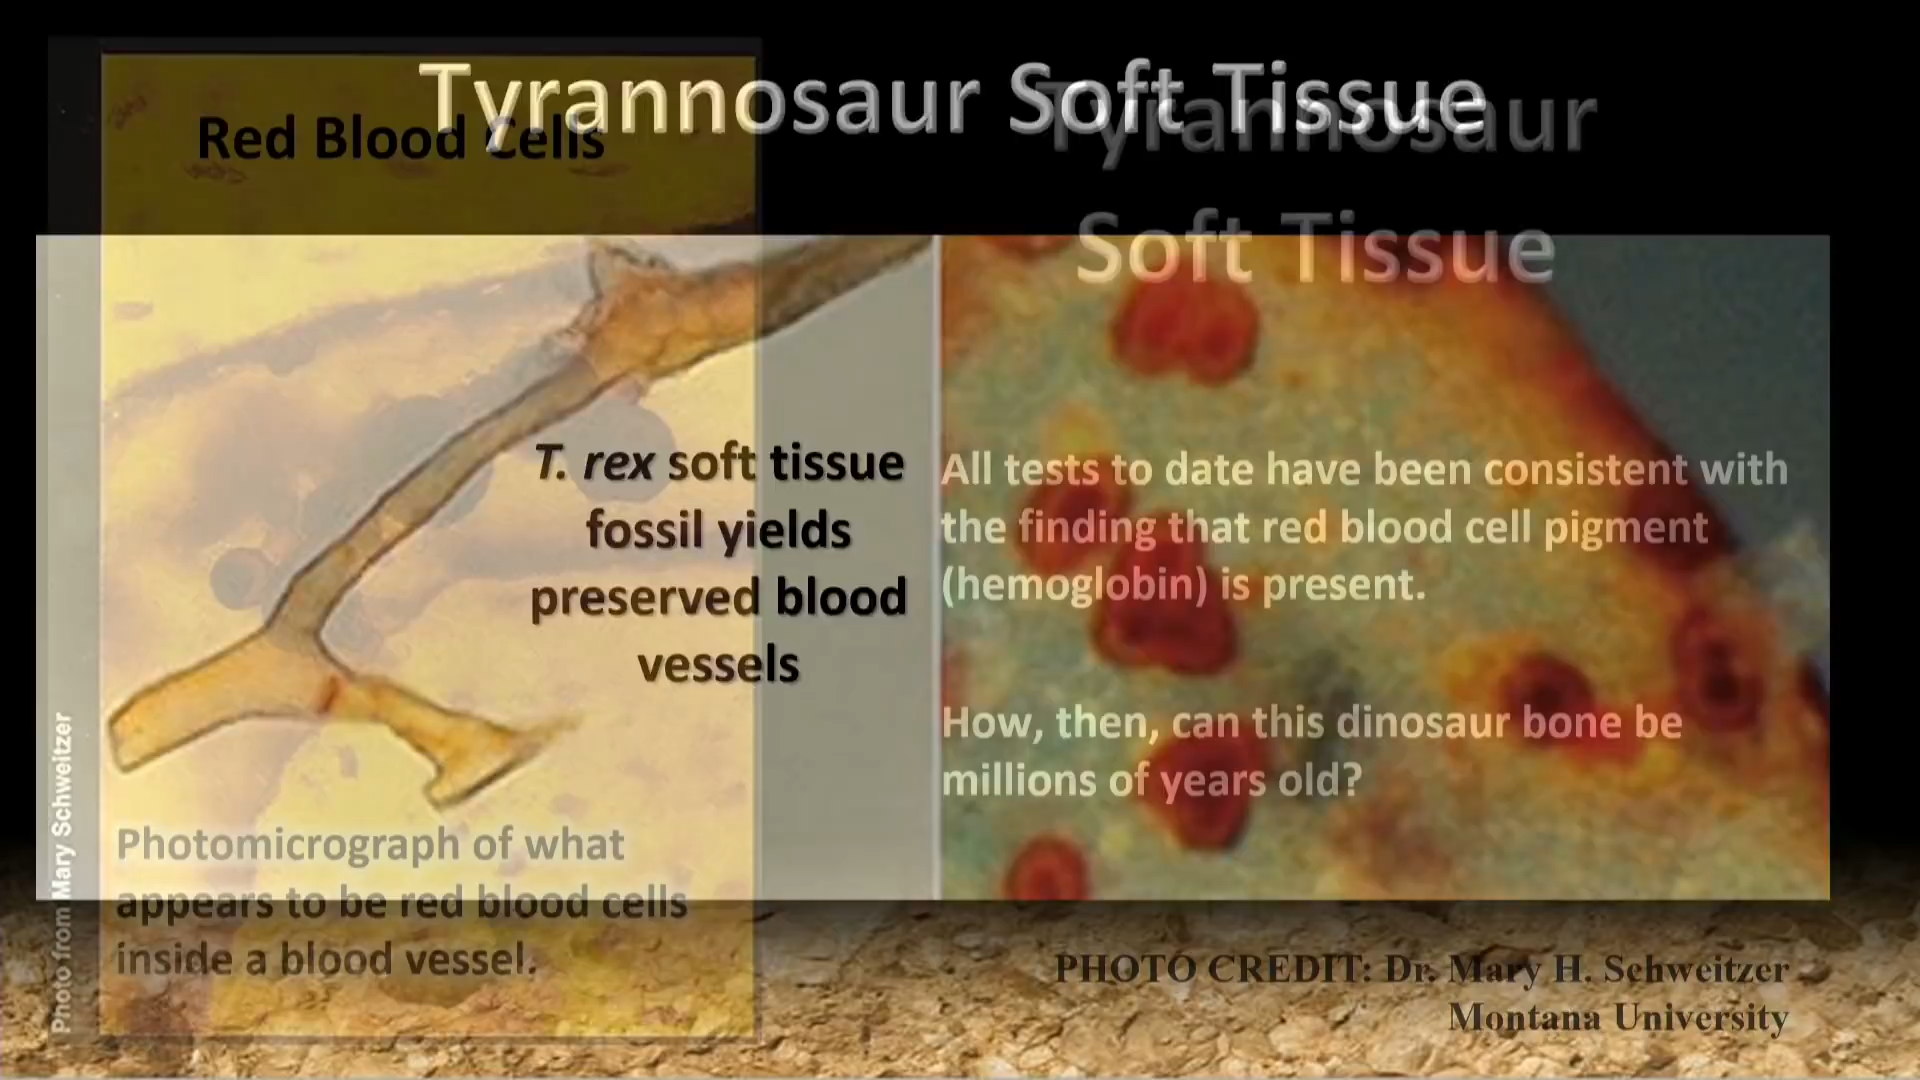 Tyrannosaur Soft Tissue
Tyrannosaur
Soft Tissue
Red Blood Cells
T. rex soft tissue
fossil yields
preserved blood
vessels
All tests to date have been consistent with
the finding that red blood cell pigment
(hemoglobin) is present.
How, then, can this dinosaur bone be
millions of years old?
Photomicrograph of what
appears to be red blood cells
inside a blood vessel.
Photo from Mary Schweitzer
PHOTO CREDIT: Dr. Mary H. Schweitzer
Montana University